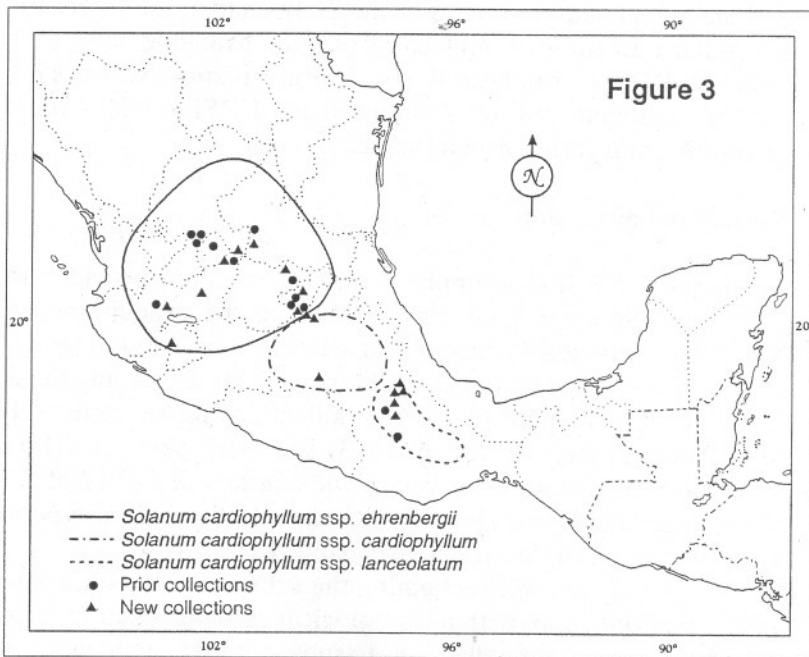 102° 96° 90°
Figure 3
N
20° 20
Solanum cardiophyllum ssp. ehrenbergii
Solanum cardiophyllum ssp. cardiophyllum
Solanum cardiophyllum ssp. lanceolatum
Prior collections
New collections
102° 96° 90°